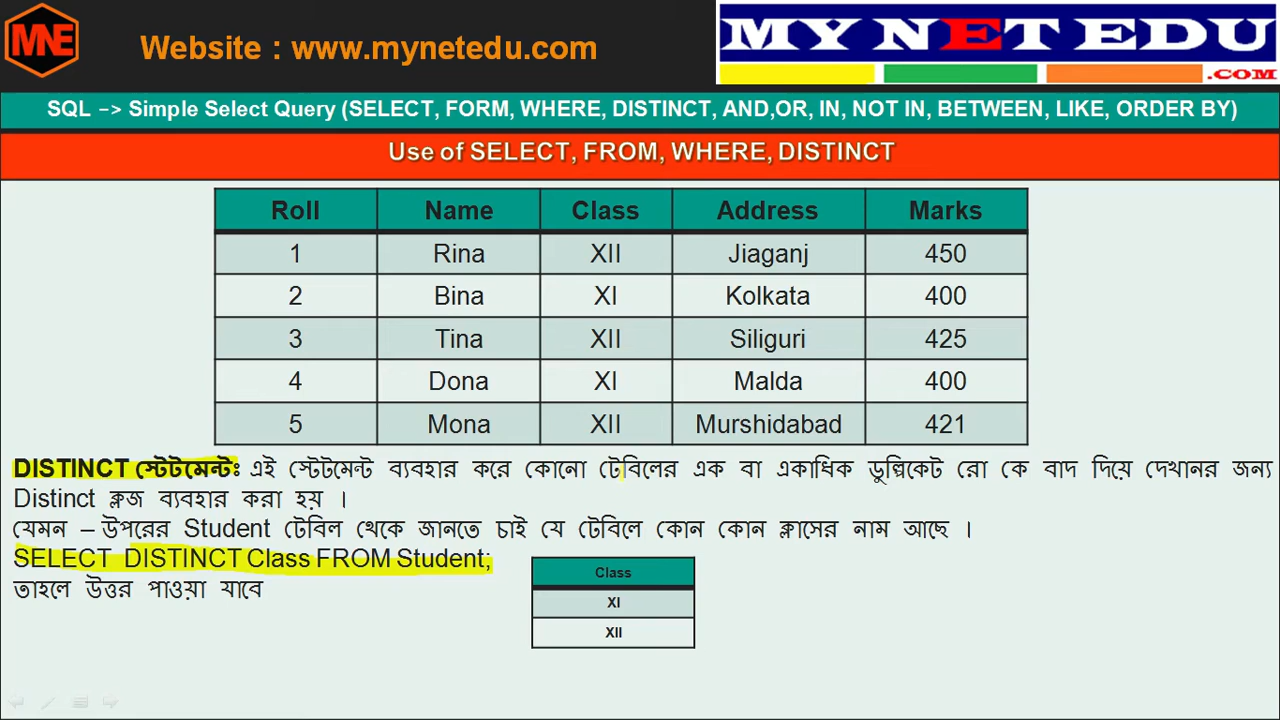 MNE
Website : www.mynetedu.com
MY NET EDU
.COM
SQL –> Simple Select Query (SELECT, FORM, WHERE, DISTINCT, AND,OR, IN, NOT IN, BETWEEN, LIKE, ORDER BY)
Use of SELECT, FROM, WHERE, DISTINCT
Roll Name Class Address Marks
1 Rina XII Jiaganj 450
2 Bina XI Kolkata 400
3 Tina XII Siliguri 425
4 Dona XI Malda 400
5 Mona XII Murshidabad 421
DISTINCT স্টেটমেন্টঃ এই স্টেটমেন্ট ব্যবহার করে কোনো টেবিলের এক বা একাধিক ডুল্পিকেট রো কে বাদ দিয়ে দেখানর জন্য
Distinct ক্লজ ব্যবহার করা হয় ।
যেমন – উপরের Student টেবিল থেকে জানতে চাই যে টেবিলে কোন কোন ক্লাসের নাম আছে ।
SELECT DISTINCT Class FROM Student;
তাহলে উত্তর পাওয়া যাবে
Class
XI
XII